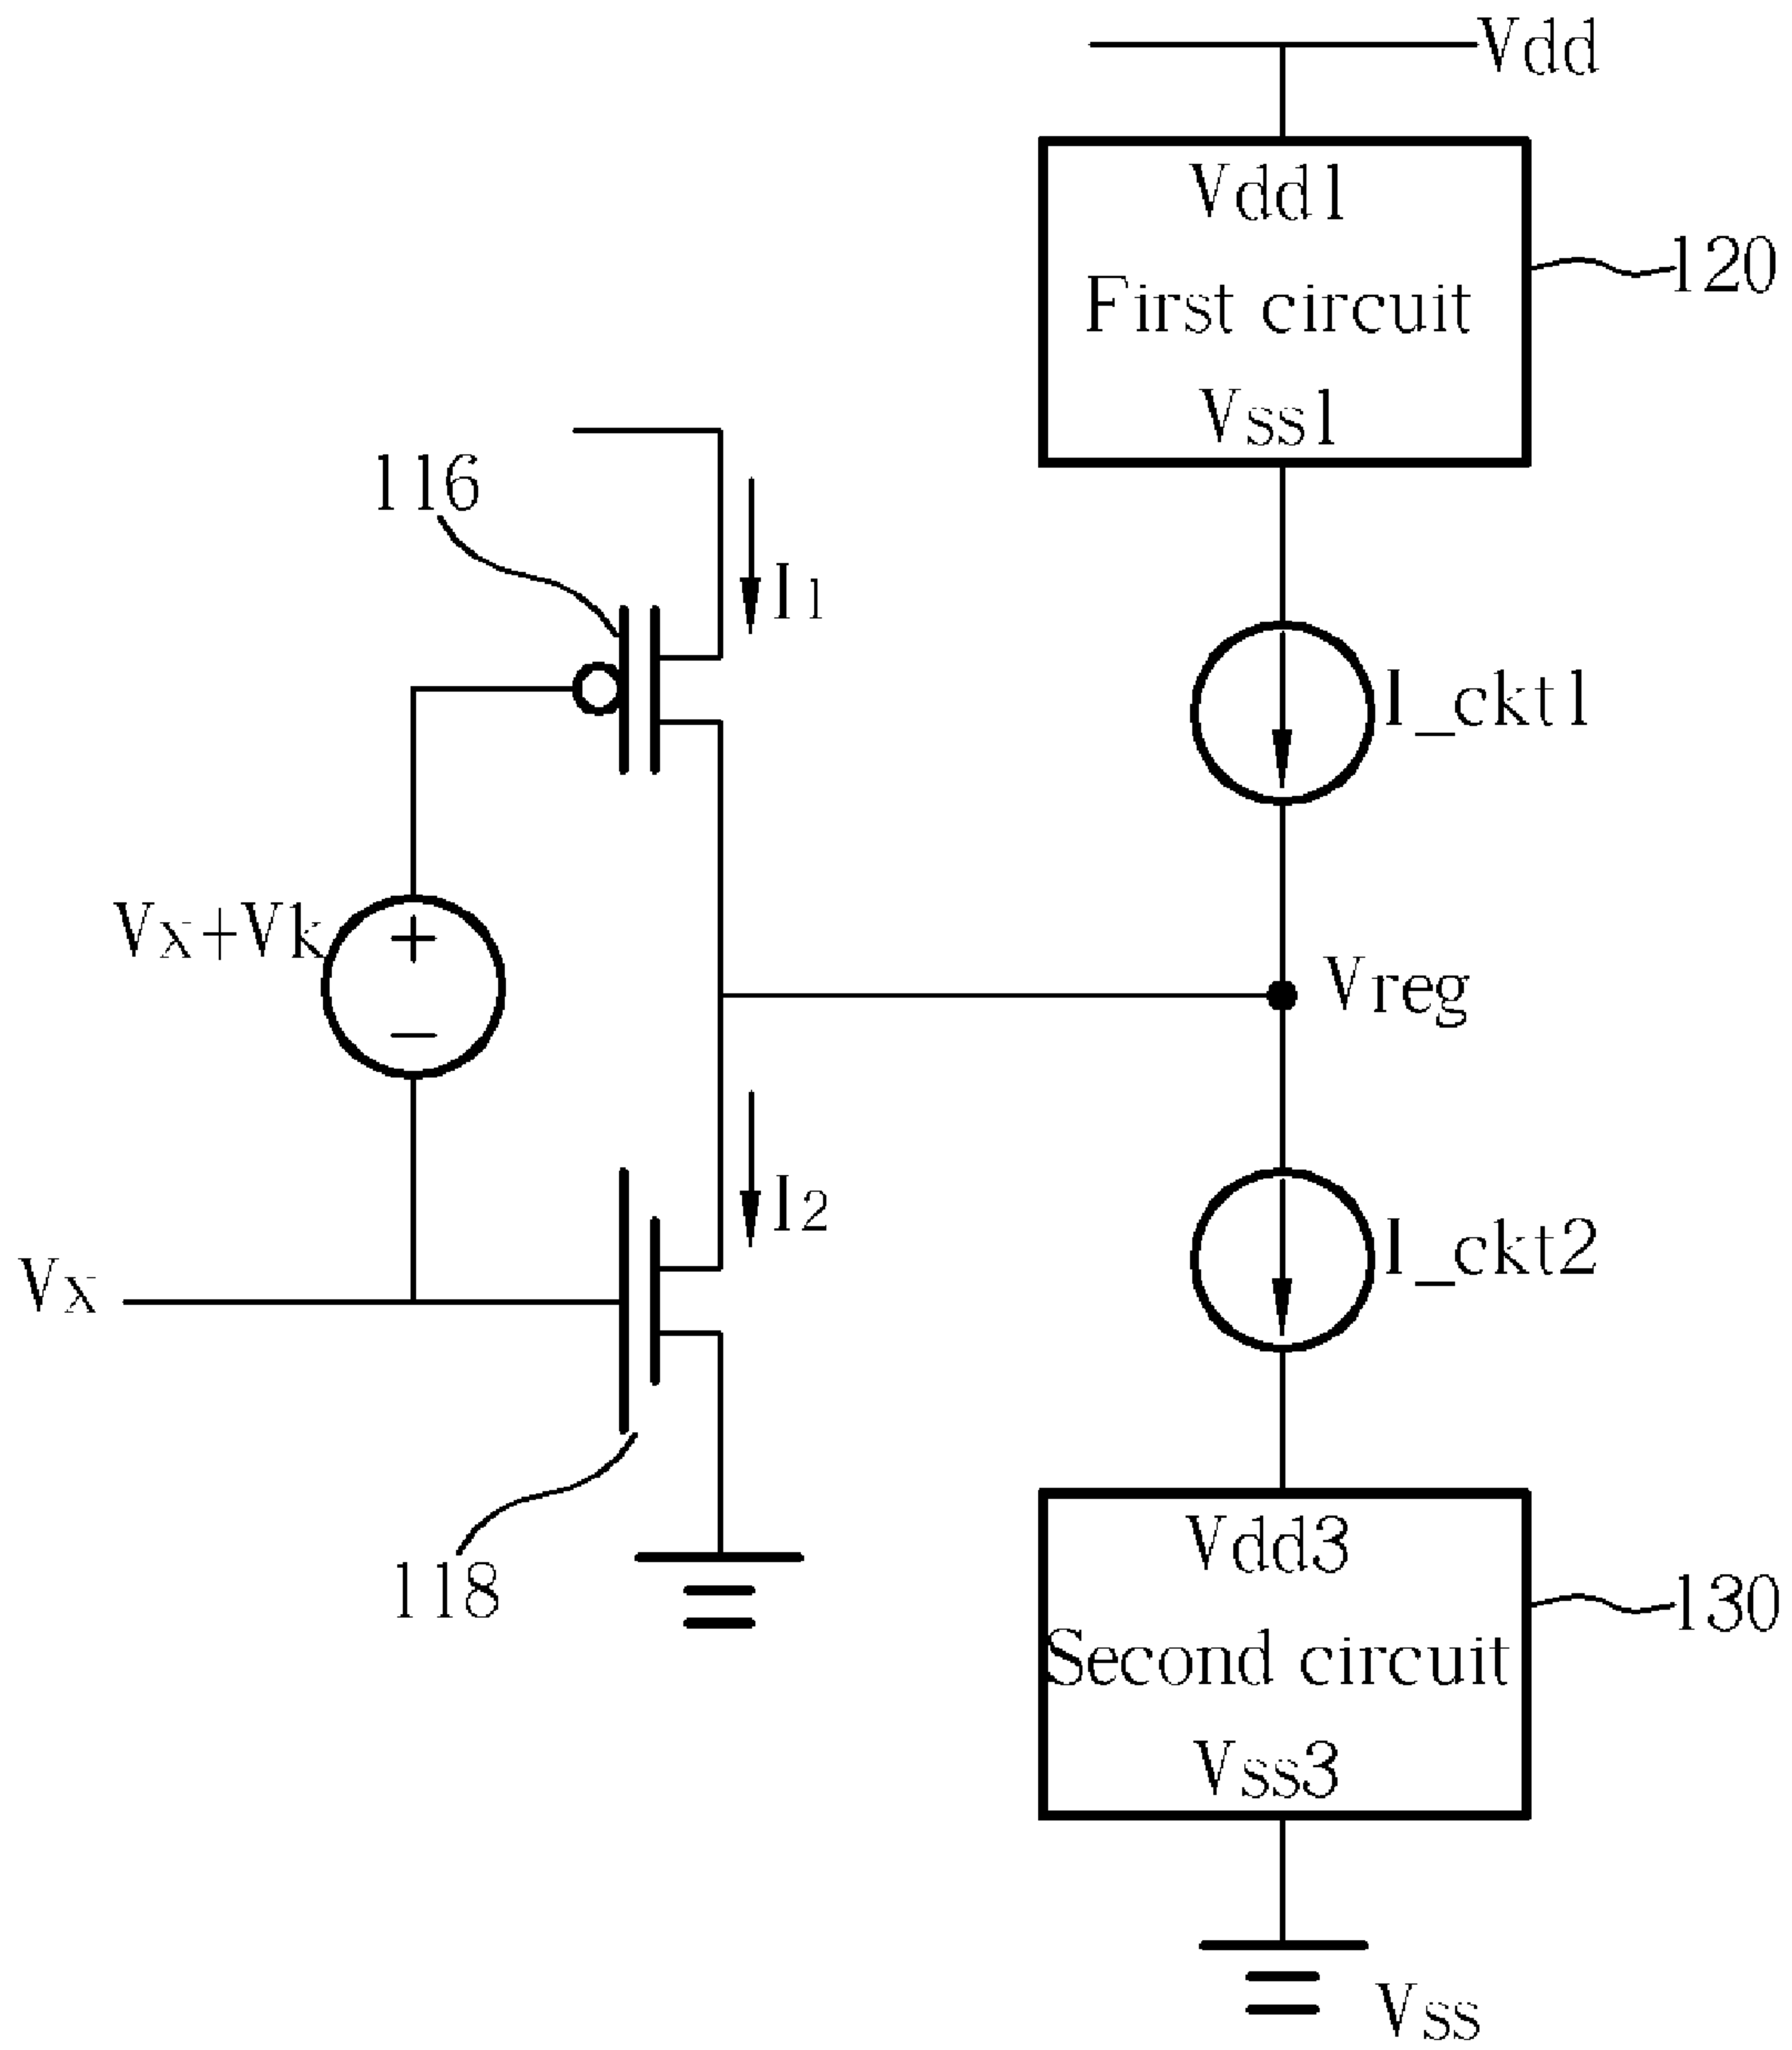 Vdd
Vdd1
First circuit
Vss1
120
116
I1
I_ckt1
Vx+Vk
+
−
Vreg
I2
I_ckt2
Vx
118
Vdd3
Second circuit
Vss3
130
Vss